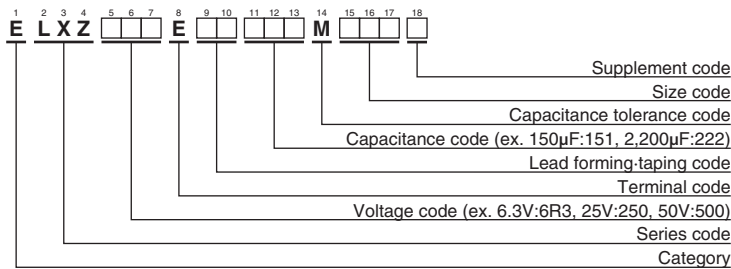 1 2 3 4 5 6 7 8 9 10 11 12 13 14 15 16 17 18
E L X Z E M
Supplement code
Size code
Capacitance tolerance code
Capacitance code (ex. 150µF:151, 2,200µF:222)
Lead forming·taping code
Terminal code
Voltage code (ex. 6.3V:6R3, 25V:250, 50V:500)
Series code
Category